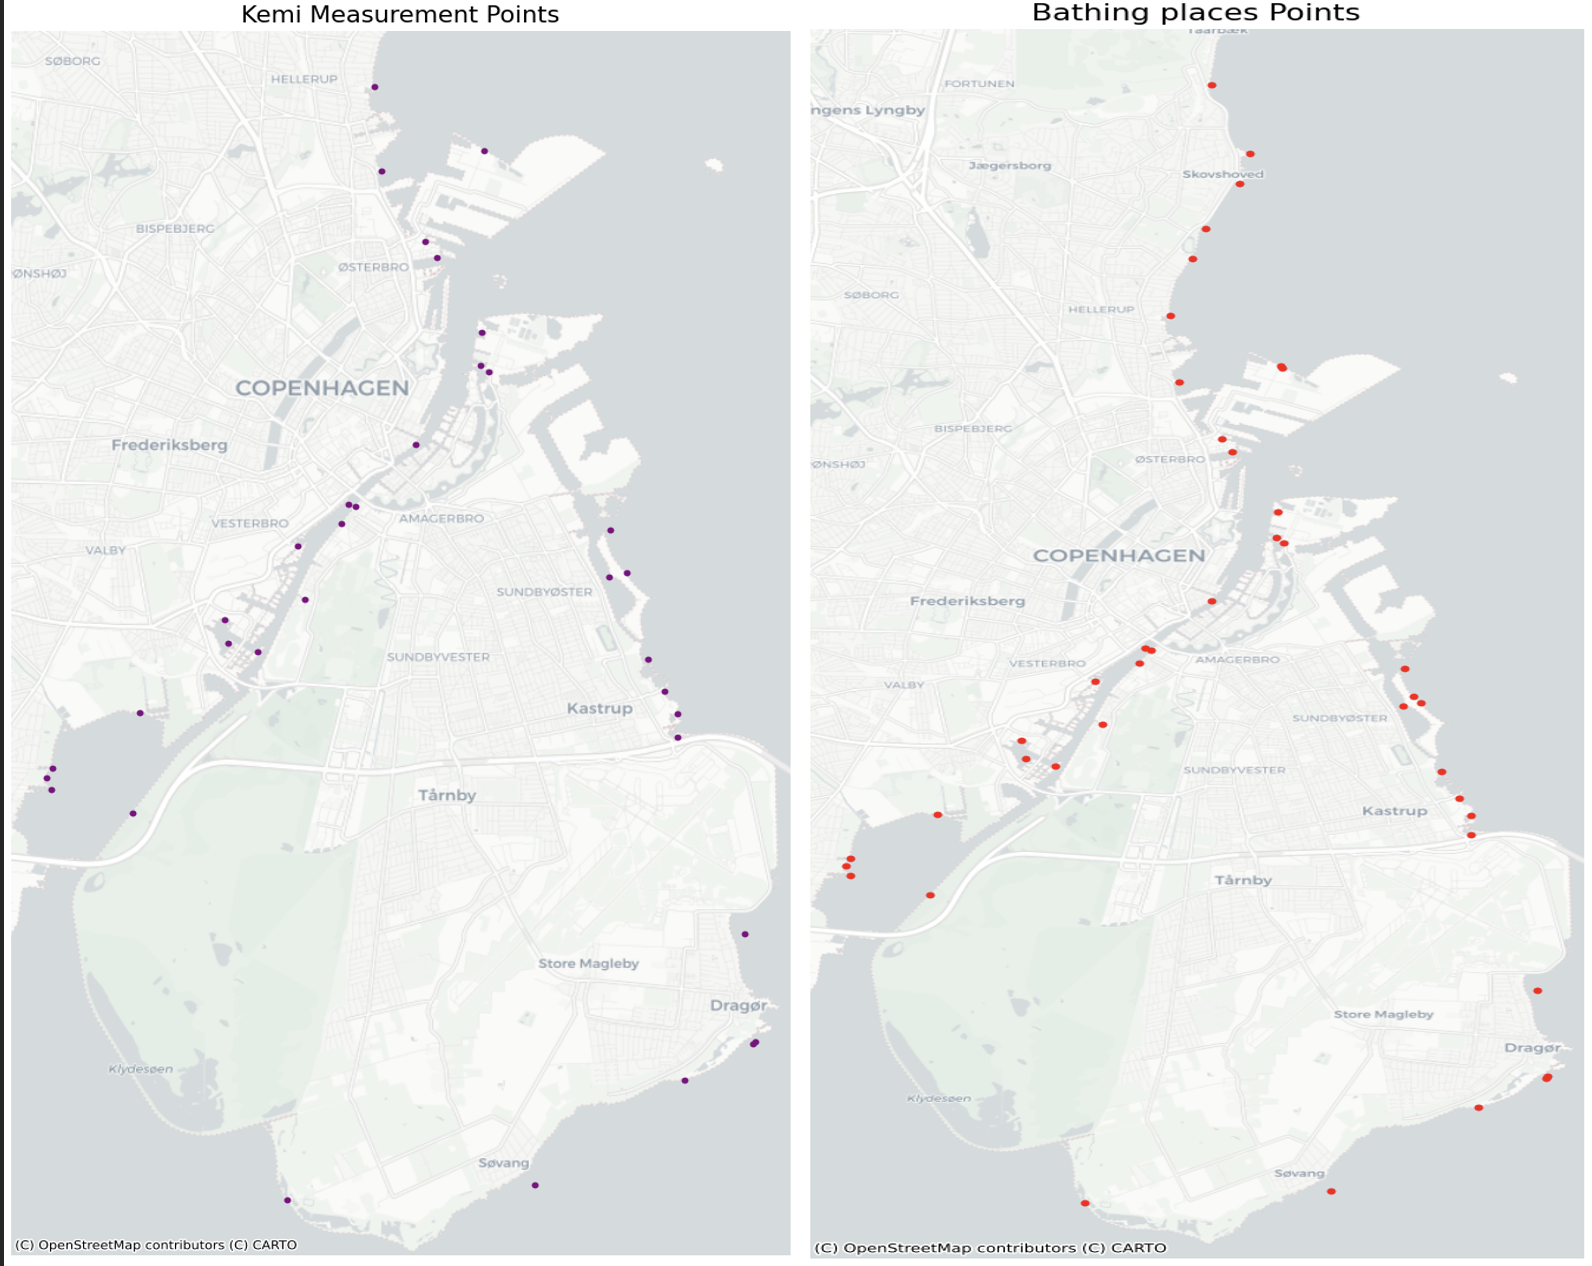 Kemi Measurement Points
SØBORG
HELLERUP
BISPEBJERG
ØNSHØJ
ØSTERBRO
COPENHAGEN
Frederiksberg
VESTERBRO
AMAGERBRO
VALBY
SUNDBYØSTER
SUNDBYVESTER
Kastrup
Tårnby
Store Magleby
Dragør
Klydesøen
Søvang
(C) OpenStreetMap contributors (C) CARTO
Bathing places Points
Taarbæk
FORTUNEN
ngens Lyngby
Jægersborg
Skovshoved
SØBORG
HELLERUP
BISPEBJERG
ØNSHØJ
ØSTERBRO
COPENHAGEN
Frederiksberg
VESTERBRO
AMAGERBRO
VALBY
SUNDBYØSTER
SUNDBYVESTER
Kastrup
Tårnby
Store Magleby
Dragør
Klydesøen
Søvang
(C) OpenStreetMap contributors (C) CARTO